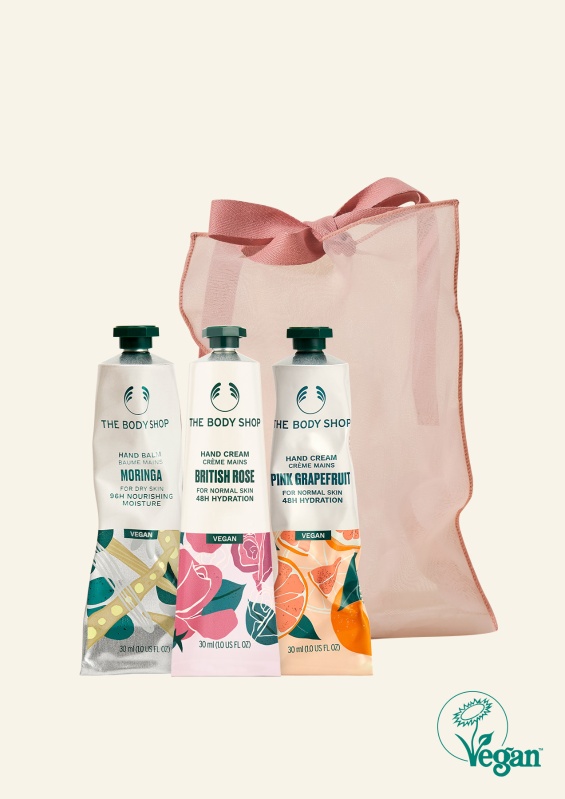 THE BODY SHOP
HAND BALM
BAUME MAINS
MORINGA
FOR DRY SKIN
96H NOURISHING
MOISTURE
VEGAN
30 ml (1.0 US FL OZ)
THE BODY SHOP
HAND CREAM
CRÈME MAINS
BRITISH ROSE
FOR NORMAL SKIN
48H HYDRATION
VEGAN
30 ml (1.0 US FL OZ)
THE BODY SHOP
HAND CREAM
CRÈME MAINS
PINK GRAPEFRUIT
FOR NORMAL SKIN
48H HYDRATION
VEGAN
30 ml (1.0 US FL OZ)
Vegan™